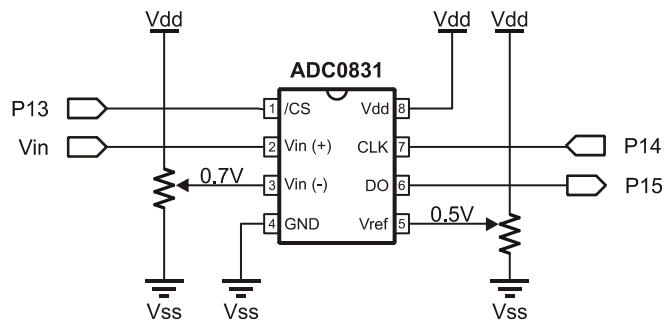 Vdd
Vdd
Vdd
ADC0831
P13
1
/CS
Vdd
8
Vin
2
Vin (+)
CLK
7
P14
0.7V
3
Vin (-)
DO
6
P15
4
GND
Vref
5
0.5V
Vss
Vss
Vss